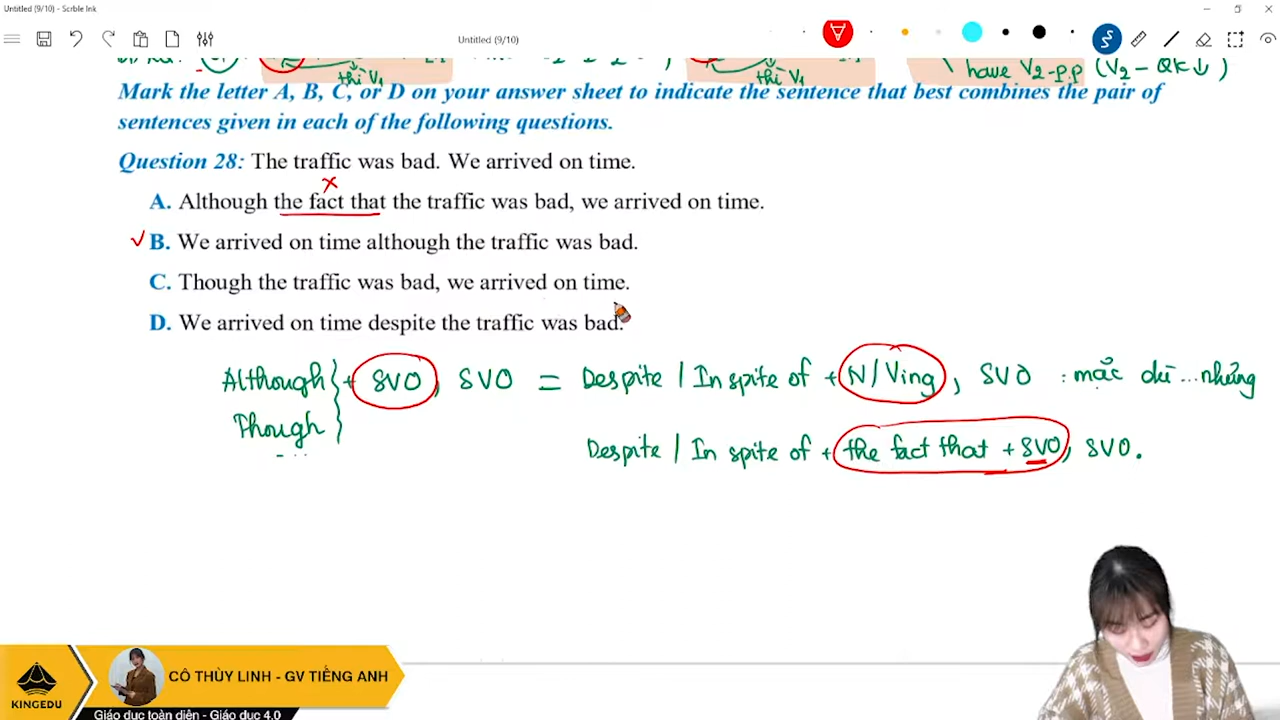 Untitled (9/10) - Scrble Ink
Untitled (9/10)
thì V₁
thì V₁
have V₂-p.p (V₂ - QK↓)
Mark the letter A, B, C, or D on your answer sheet to indicate the sentence that best combines the pair of
sentences given in each of the following questions.
Question 28: The traffic was bad. We arrived on time.
A. Although the fact that the traffic was bad, we arrived on time.
B. We arrived on time although the traffic was bad.
C. Though the traffic was bad, we arrived on time.
D. We arrived on time despite the traffic was bad.
Although } + SVO, SVO = Despite | In spite of + N/Ving, SVO : mặc dù ... nhưng
Though
Despite | In spite of + the fact that + SVO, SVO.
CÔ THÙY LINH - GV TIẾNG ANH
KINGEDU
Giáo dục toàn diện - Giáo dục 4.0